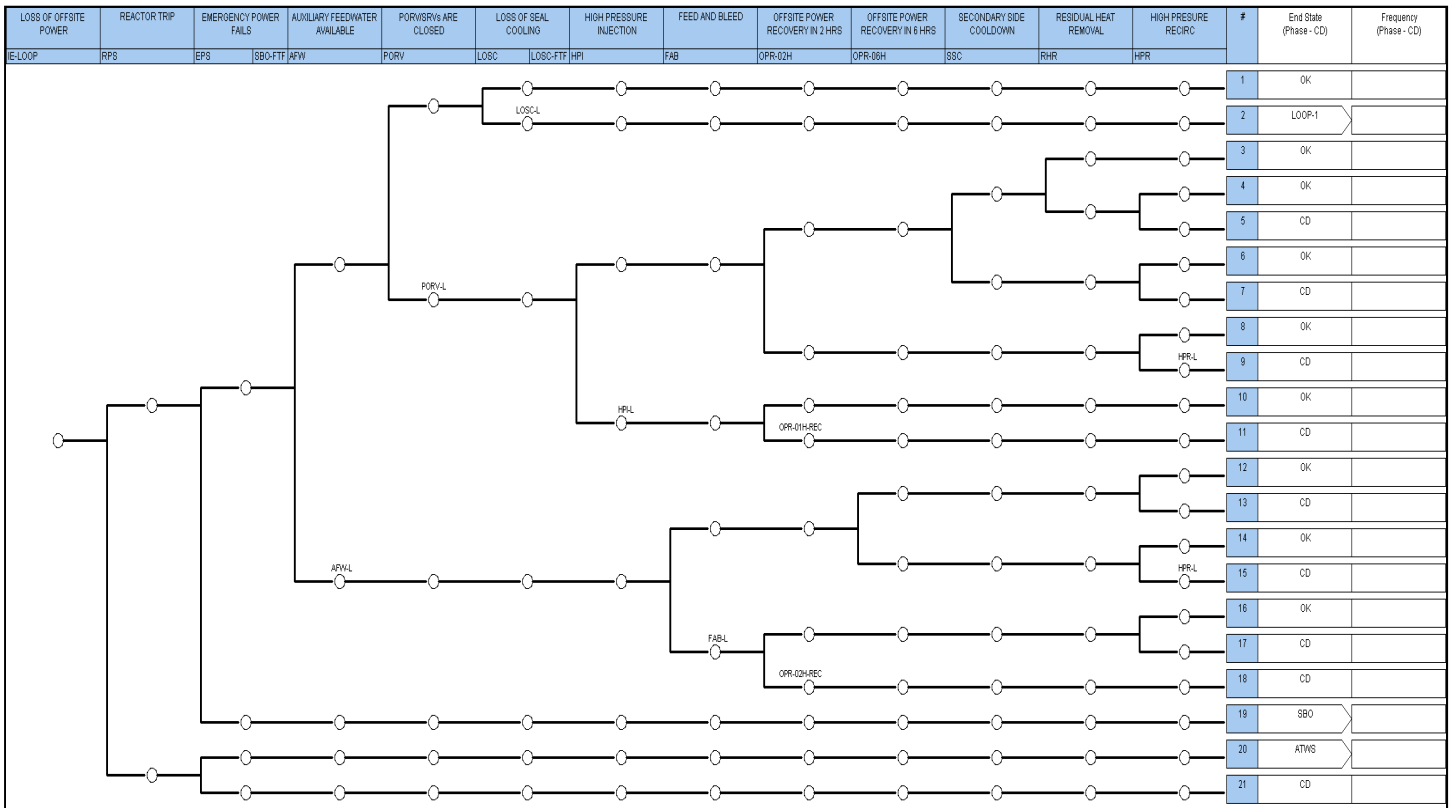 LOSS OF OFFSITE
POWER
REACTOR TRIP
EMERGENCY POWER
FAILS
AUXILIARY FEEDWATER
AVAILABLE
PORV/SRVs ARE
CLOSED
LOSS OF SEAL
COOLING
HIGH PRESSURE
INJECTION
FEED AND BLEED
OFFSITE POWER
RECOVERY IN 2 HRS
OFFSITE POWER
RECOVERY IN 6 HRS
SECONDARY SIDE
COOLDOWN
RESIDUAL HEAT
REMOVAL
HIGH PRESURE
RECIRC
#
End State
(Phase - CD)
Frequency
(Phase - CD)
IE-LOOP RPS EPS SBO-FTF AFW PORV LOSC LOSC-FTF HPI FAB OPR-02H OPR-06H SSC RHR HPR
1 OK
LOSC-L
2 LOOP-1
3 OK
4 OK
5 CD
6 OK
PORV-L
7 CD
8 OK
HPR-L
9 CD
10 OK
HPI-L
OPR-01H-REC
11 CD
12 OK
13 CD
14 OK
AFW-L HPR-L
15 CD
16 OK
FAB-L
17 CD
OPR-02H-REC
18 CD
19 SBO
20 ATWS
21 CD